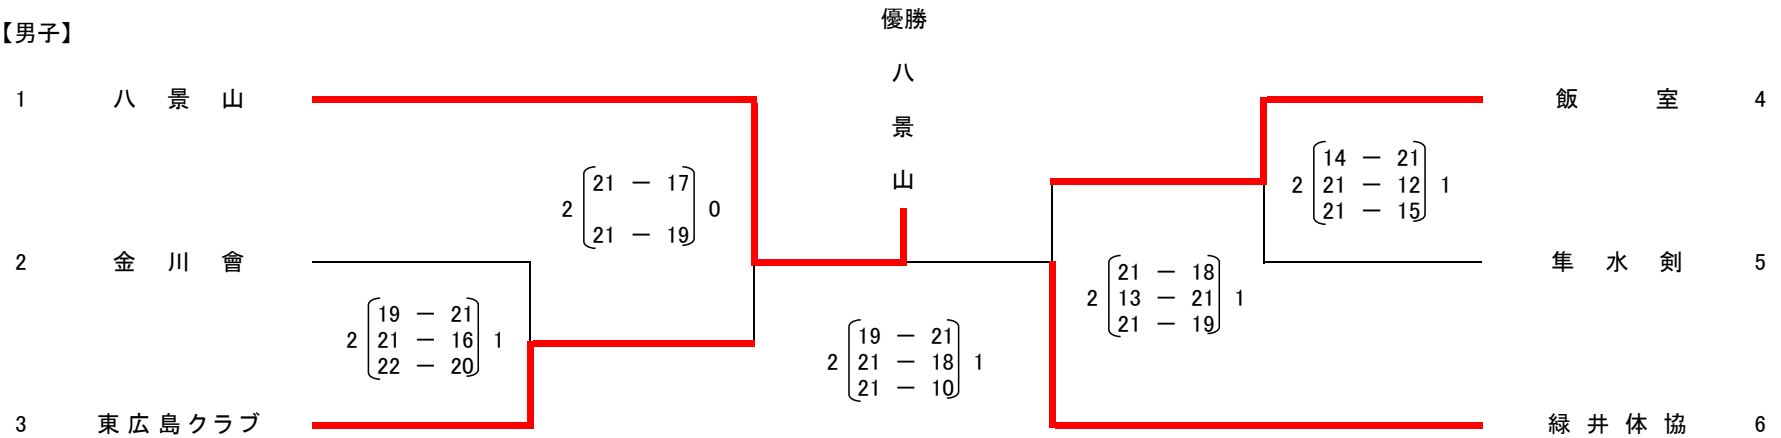 【男子】
優勝
八景山
1 八景山
2 金川會
3 東広島クラブ
飯室 4
隼水剣 5
緑井体協 6
2 21 － 17 0
21 － 19
2 19 － 21 1
21 － 16
22 － 20
2 19 － 21 1
21 － 18
21 － 10
2 21 － 18 1
13 － 21
21 － 19
2 14 － 21 1
21 － 12
21 － 15